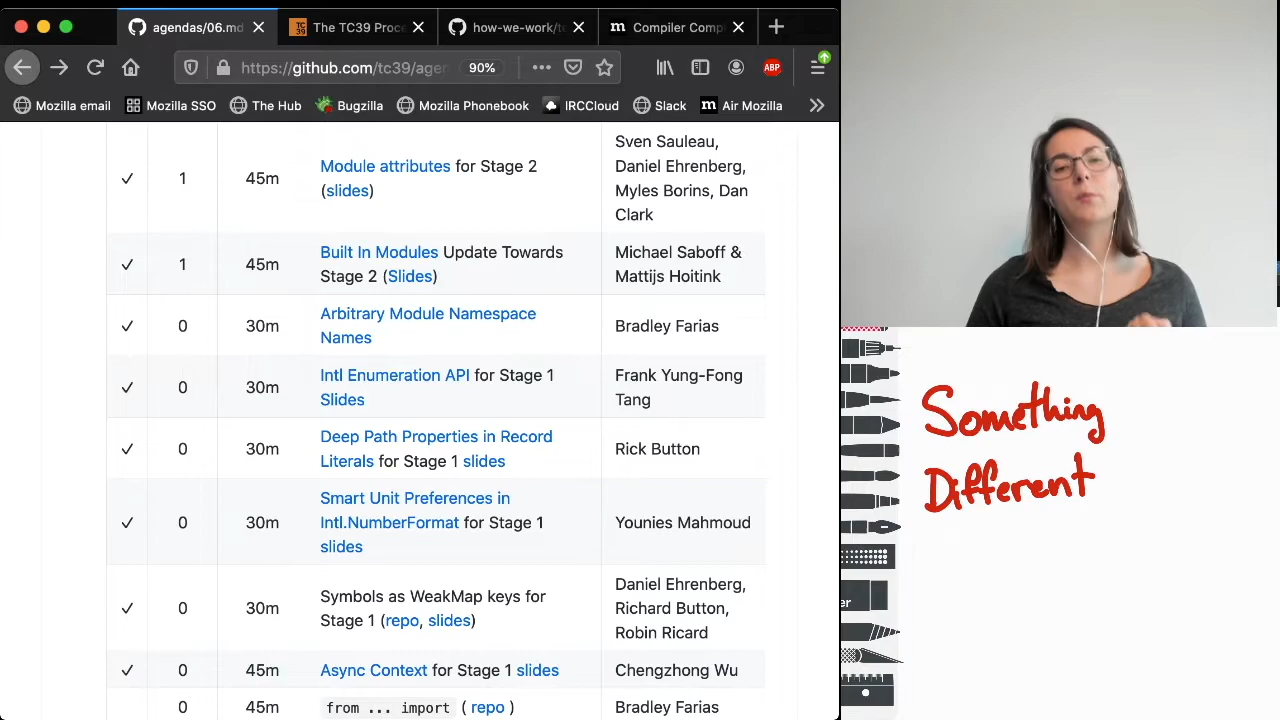 agendas/06.md
TC39
The TC39 Proce
how-we-work/to
m
Compiler Comp
https://github.com/tc39/agen
90%
ABP
Mozilla email
Mozilla SSO
The Hub
Bugzilla
Mozilla Phonebook
IRCCloud
Slack
m
Air Mozilla
✓ 1 45m Module attributes for Stage 2
(slides)
Sven Sauleau,
Daniel Ehrenberg,
Myles Borins, Dan
Clark
✓ 1 45m Built In Modules Update Towards
Stage 2 (Slides)
Michael Saboff &
Mattijs Hoitink
✓ 0 30m Arbitrary Module Namespace
Names
Bradley Farias
✓ 0 30m Intl Enumeration API for Stage 1
Slides
Frank Yung-Fong
Tang
✓ 0 30m Deep Path Properties in Record
Literals for Stage 1 slides
Rick Button
✓ 0 30m Smart Unit Preferences in
Intl.NumberFormat for Stage 1
slides
Younies Mahmoud
✓ 0 30m Symbols as WeakMap keys for
Stage 1 (repo, slides)
Daniel Ehrenberg,
Richard Button,
Robin Ricard
✓ 0 45m Async Context for Stage 1 slides
Chengzhong Wu
0 45m from ... import ( repo )
Bradley Farias
Something
Different
er